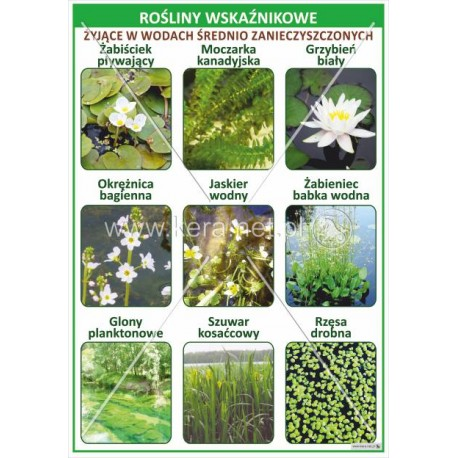 ROŚLINY WSKAŹNIKOWE
ŻYJĄCE W WODACH ŚREDNIO ZANIECZYSZCZONYCH
Żabiściek
pływający
Moczarka
kanadyjska
Grzybień
biały
Okrężnica
bagienna
Jaskier
wodny
Żabieniec
babka wodna
www.kera.net.pl
Glony
planktonowe
Szuwar
kosaćcowy
Rzęsa
drobna